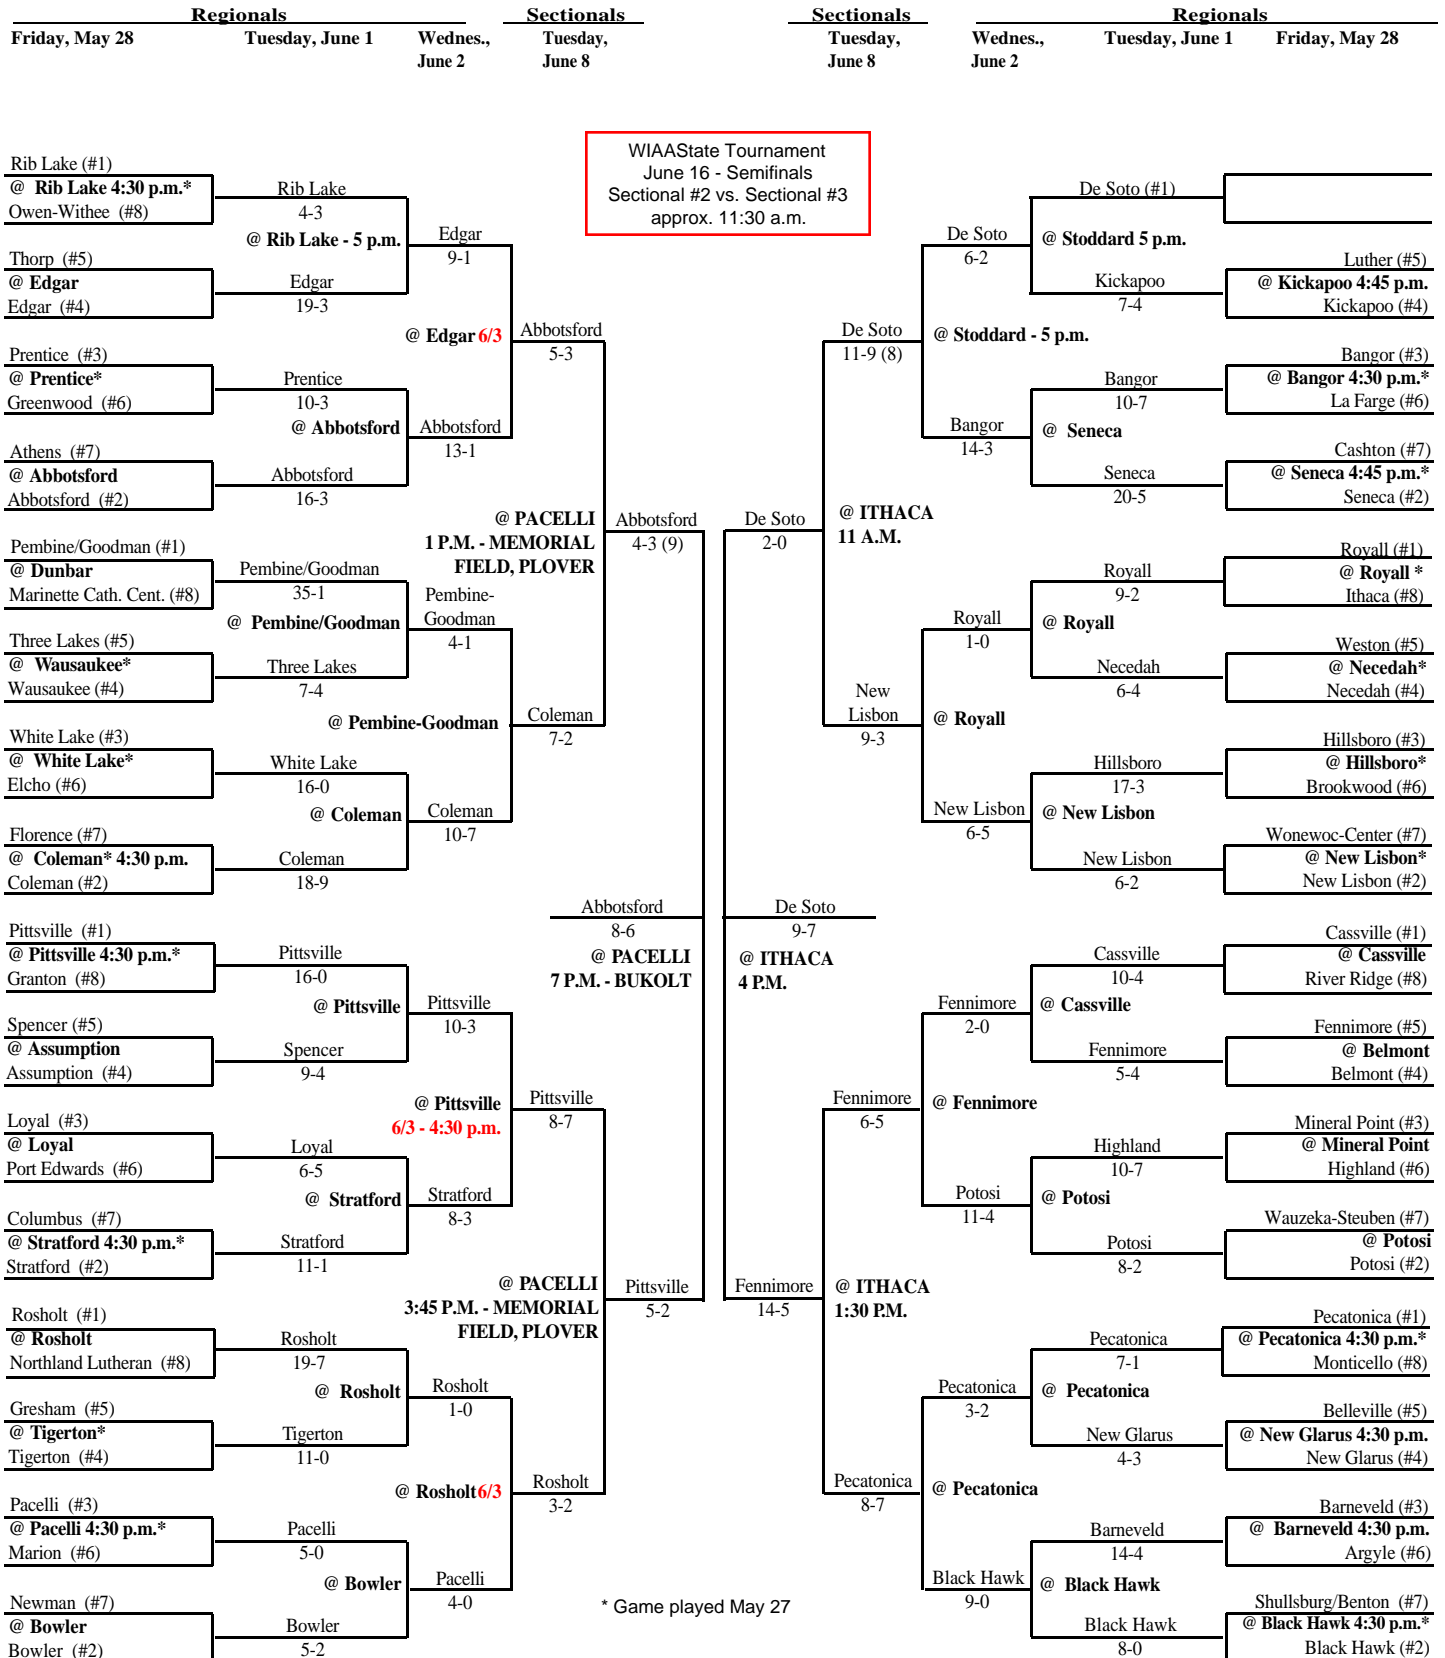 Regionals
Sectionals
Sectionals
Regionals
Friday, May 28
Tuesday, June 1
Wednes.,
June 2
Tuesday,
June 8
Tuesday,
June 8
Wednes.,
June 2
Tuesday, June 1
Friday, May 28
WIAAState Tournament
June 16 - Semifinals
Sectional #2 vs. Sectional #3
approx. 11:30 a.m.
Rib Lake (#1)
@ Rib Lake 4:30 p.m.*
Owen-Withee (#8)
Thorp (#5)
@ Edgar
Edgar (#4)
Prentice (#3)
@ Prentice*
Greenwood (#6)
Athens (#7)
@ Abbotsford
Abbotsford (#2)
Pembine/Goodman (#1)
@ Dunbar
Marinette Cath. Cent. (#8)
Three Lakes (#5)
@ Wausaukee*
Wausaukee (#4)
White Lake (#3)
@ White Lake*
Elcho (#6)
Florence (#7)
@ Coleman* 4:30 p.m.
Coleman (#2)
Pittsville (#1)
@ Pittsville 4:30 p.m.*
Granton (#8)
Spencer (#5)
@ Assumption
Assumption (#4)
Loyal (#3)
@ Loyal
Port Edwards (#6)
Columbus (#7)
@ Stratford 4:30 p.m.*
Stratford (#2)
Rosholt (#1)
@ Rosholt
Northland Lutheran (#8)
Gresham (#5)
@ Tigerton*
Tigerton (#4)
Pacelli (#3)
@ Pacelli 4:30 p.m.*
Marion (#6)
Newman (#7)
@ Bowler
Bowler (#2)
Rib Lake
4-3
@ Rib Lake - 5 p.m.
Edgar
19-3
Prentice
10-3
@ Abbotsford
Abbotsford
16-3
Pembine/Goodman
35-1
@ Pembine/Goodman
Three Lakes
7-4
White Lake
16-0
@ Coleman
Coleman
18-9
Pittsville
16-0
@ Pittsville
Spencer
9-4
Loyal
6-5
@ Stratford
Stratford
11-1
Rosholt
19-7
@ Rosholt
Tigerton
11-0
Pacelli
5-0
@ Bowler
Bowler
5-2
Edgar
9-1
@ Edgar 6/3
Abbotsford
13-1
Pembine-
Goodman
4-1
@ Pembine-Goodman
Coleman
10-7
Pittsville
10-3
@ Pittsville
6/3 - 4:30 p.m.
Stratford
8-3
Rosholt
1-0
@ Rosholt6/3
Pacelli
4-0
Abbotsford
5-3
@ PACELLI
1 P.M. - MEMORIAL
FIELD, PLOVER
Coleman
7-2
Pittsville
8-7
@ PACELLI
3:45 P.M. - MEMORIAL
FIELD, PLOVER
Rosholt
3-2
Abbotsford
4-3 (9)
Abbotsford
8-6
@ PACELLI
7 P.M. - BUKOLT
Pittsville
5-2
* Game played May 27
De Soto
2-0
De Soto
9-7
@ ITHACA
4 P.M.
Fennimore
14-5
De Soto
11-9 (8)
@ ITHACA
11 A.M.
New
Lisbon
9-3
Fennimore
6-5
@ ITHACA
1:30 P.M.
Pecatonica
8-7
De Soto
6-2
@ Stoddard - 5 p.m.
Bangor
14-3
Royall
1-0
@ Royall
New Lisbon
6-5
Fennimore
2-0
@ Fennimore
Potosi
11-4
Pecatonica
3-2
@ Pecatonica
Black Hawk
9-0
De Soto (#1)
@ Stoddard 5 p.m.
Kickapoo
7-4
Bangor
10-7
@ Seneca
Seneca
20-5
Royall
9-2
@ Royall
Necedah
6-4
Hillsboro
17-3
@ New Lisbon
New Lisbon
6-2
Cassville
10-4
@ Cassville
Fennimore
5-4
Highland
10-7
@ Potosi
Potosi
8-2
Pecatonica
7-1
@ Pecatonica
New Glarus
4-3
Barneveld
14-4
@ Black Hawk
Black Hawk
8-0
Luther (#5)
@ Kickapoo 4:45 p.m.
Kickapoo (#4)
Bangor (#3)
@ Bangor 4:30 p.m.*
La Farge (#6)
Cashton (#7)
@ Seneca 4:45 p.m.*
Seneca (#2)
Royall (#1)
@ Royall *
Ithaca (#8)
Weston (#5)
@ Necedah*
Necedah (#4)
Hillsboro (#3)
@ Hillsboro*
Brookwood (#6)
Wonewoc-Center (#7)
@ New Lisbon*
New Lisbon (#2)
Cassville (#1)
@ Cassville
River Ridge (#8)
Fennimore (#5)
@ Belmont
Belmont (#4)
Mineral Point (#3)
@ Mineral Point
Highland (#6)
Wauzeka-Steuben (#7)
@ Potosi
Potosi (#2)
Pecatonica (#1)
@ Pecatonica 4:30 p.m.*
Monticello (#8)
Belleville (#5)
@ New Glarus 4:30 p.m.
New Glarus (#4)
Barneveld (#3)
@ Barneveld 4:30 p.m.
Argyle (#6)
Shullsburg/Benton (#7)
@ Black Hawk 4:30 p.m.*
Black Hawk (#2)